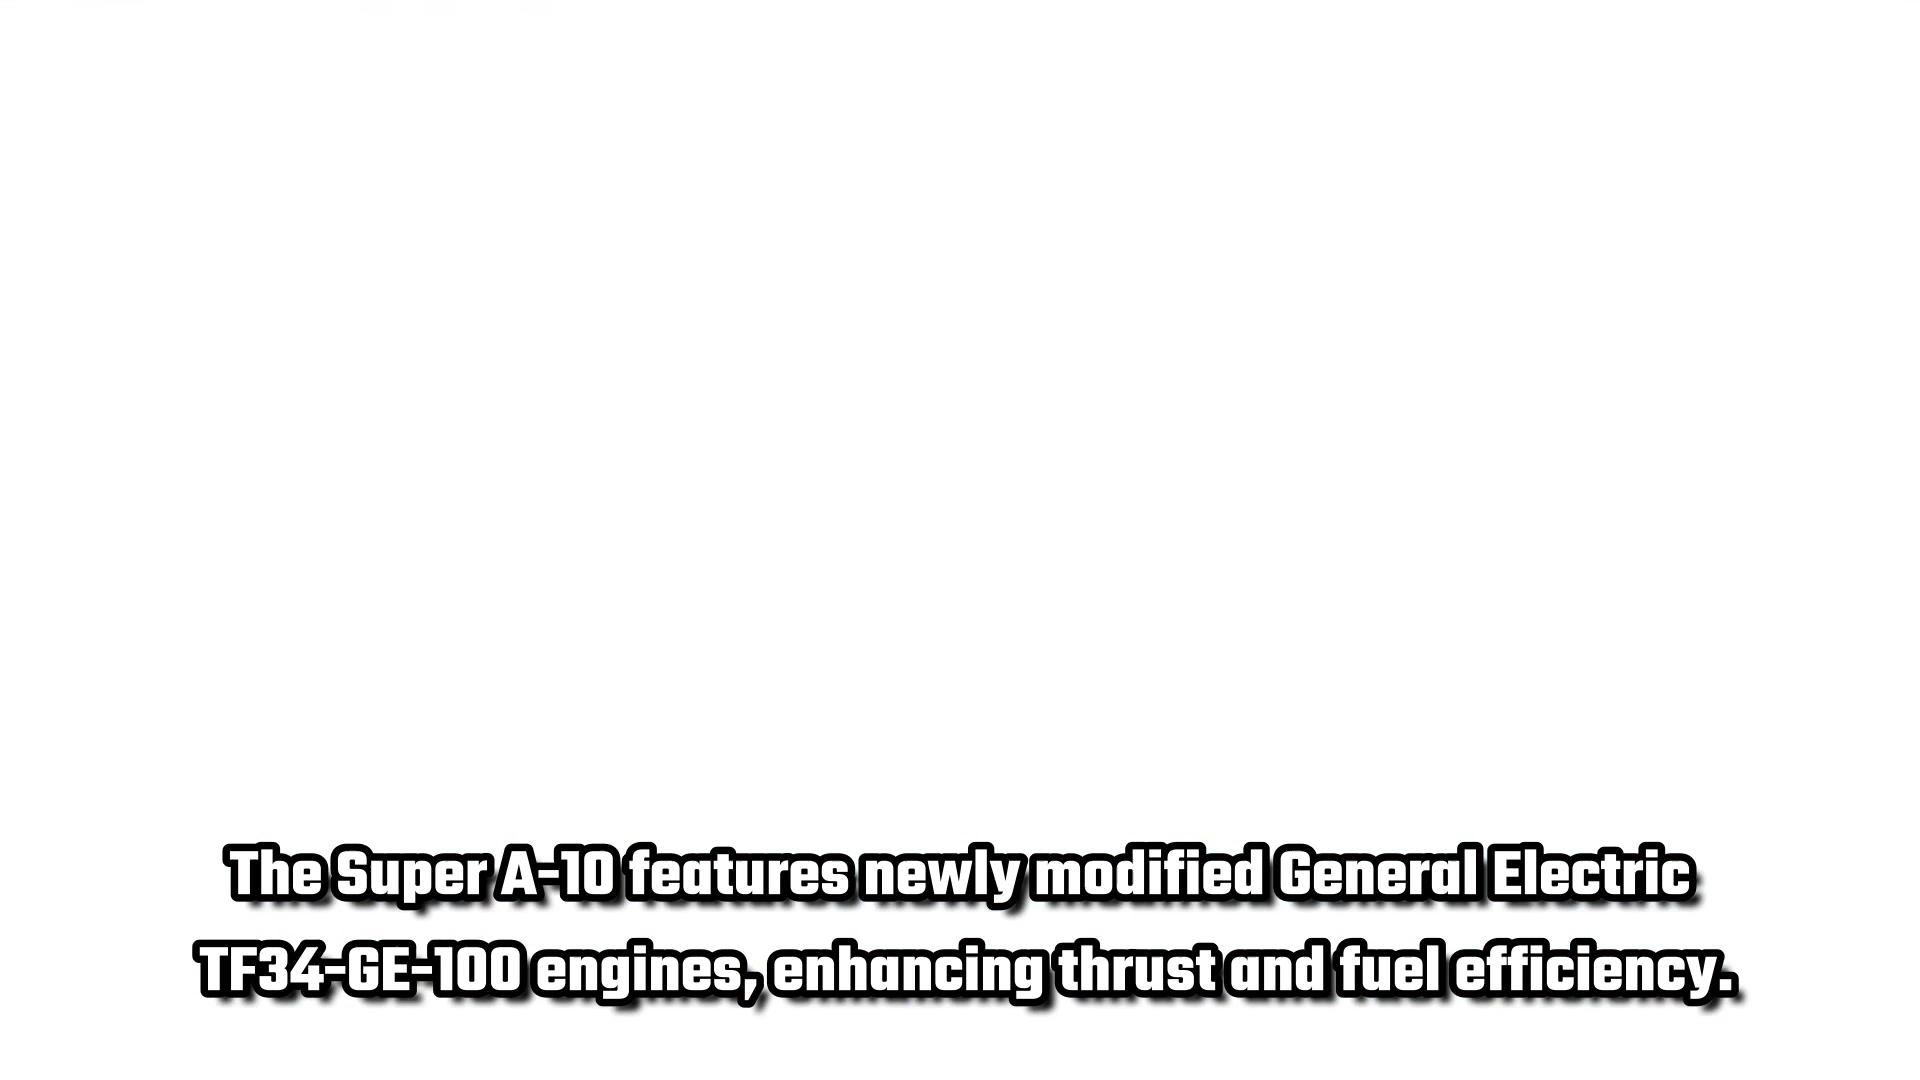 The Super A-10 features newly modified General Electric
TF34-GE-100 engines, enhancing thrust and fuel efficiency.